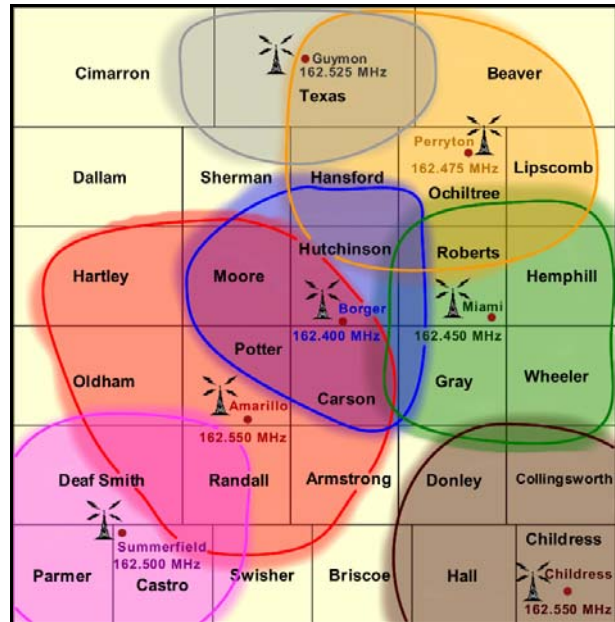 Guymon
162.525 MHz
Cimarron
Beaver
Texas
Perryton
162.475 MHz
Lipscomb
Dallam
Sherman
Hansford
Ochiltree
Hutchinson
Roberts
Hartley
Moore
Hemphill
Borger
162.400 MHz
Miami
162.450 MHz
Potter
Oldham
Gray
Wheeler
Carson
Amarillo
162.550 MHz
Deaf Smith
Randall
Armstrong
Donley
Collingsworth
Childress
Summerfield
162.500 MHz
Parmer
Castro
Swisher
Briscoe
Hall
Childress
162.550 MHz